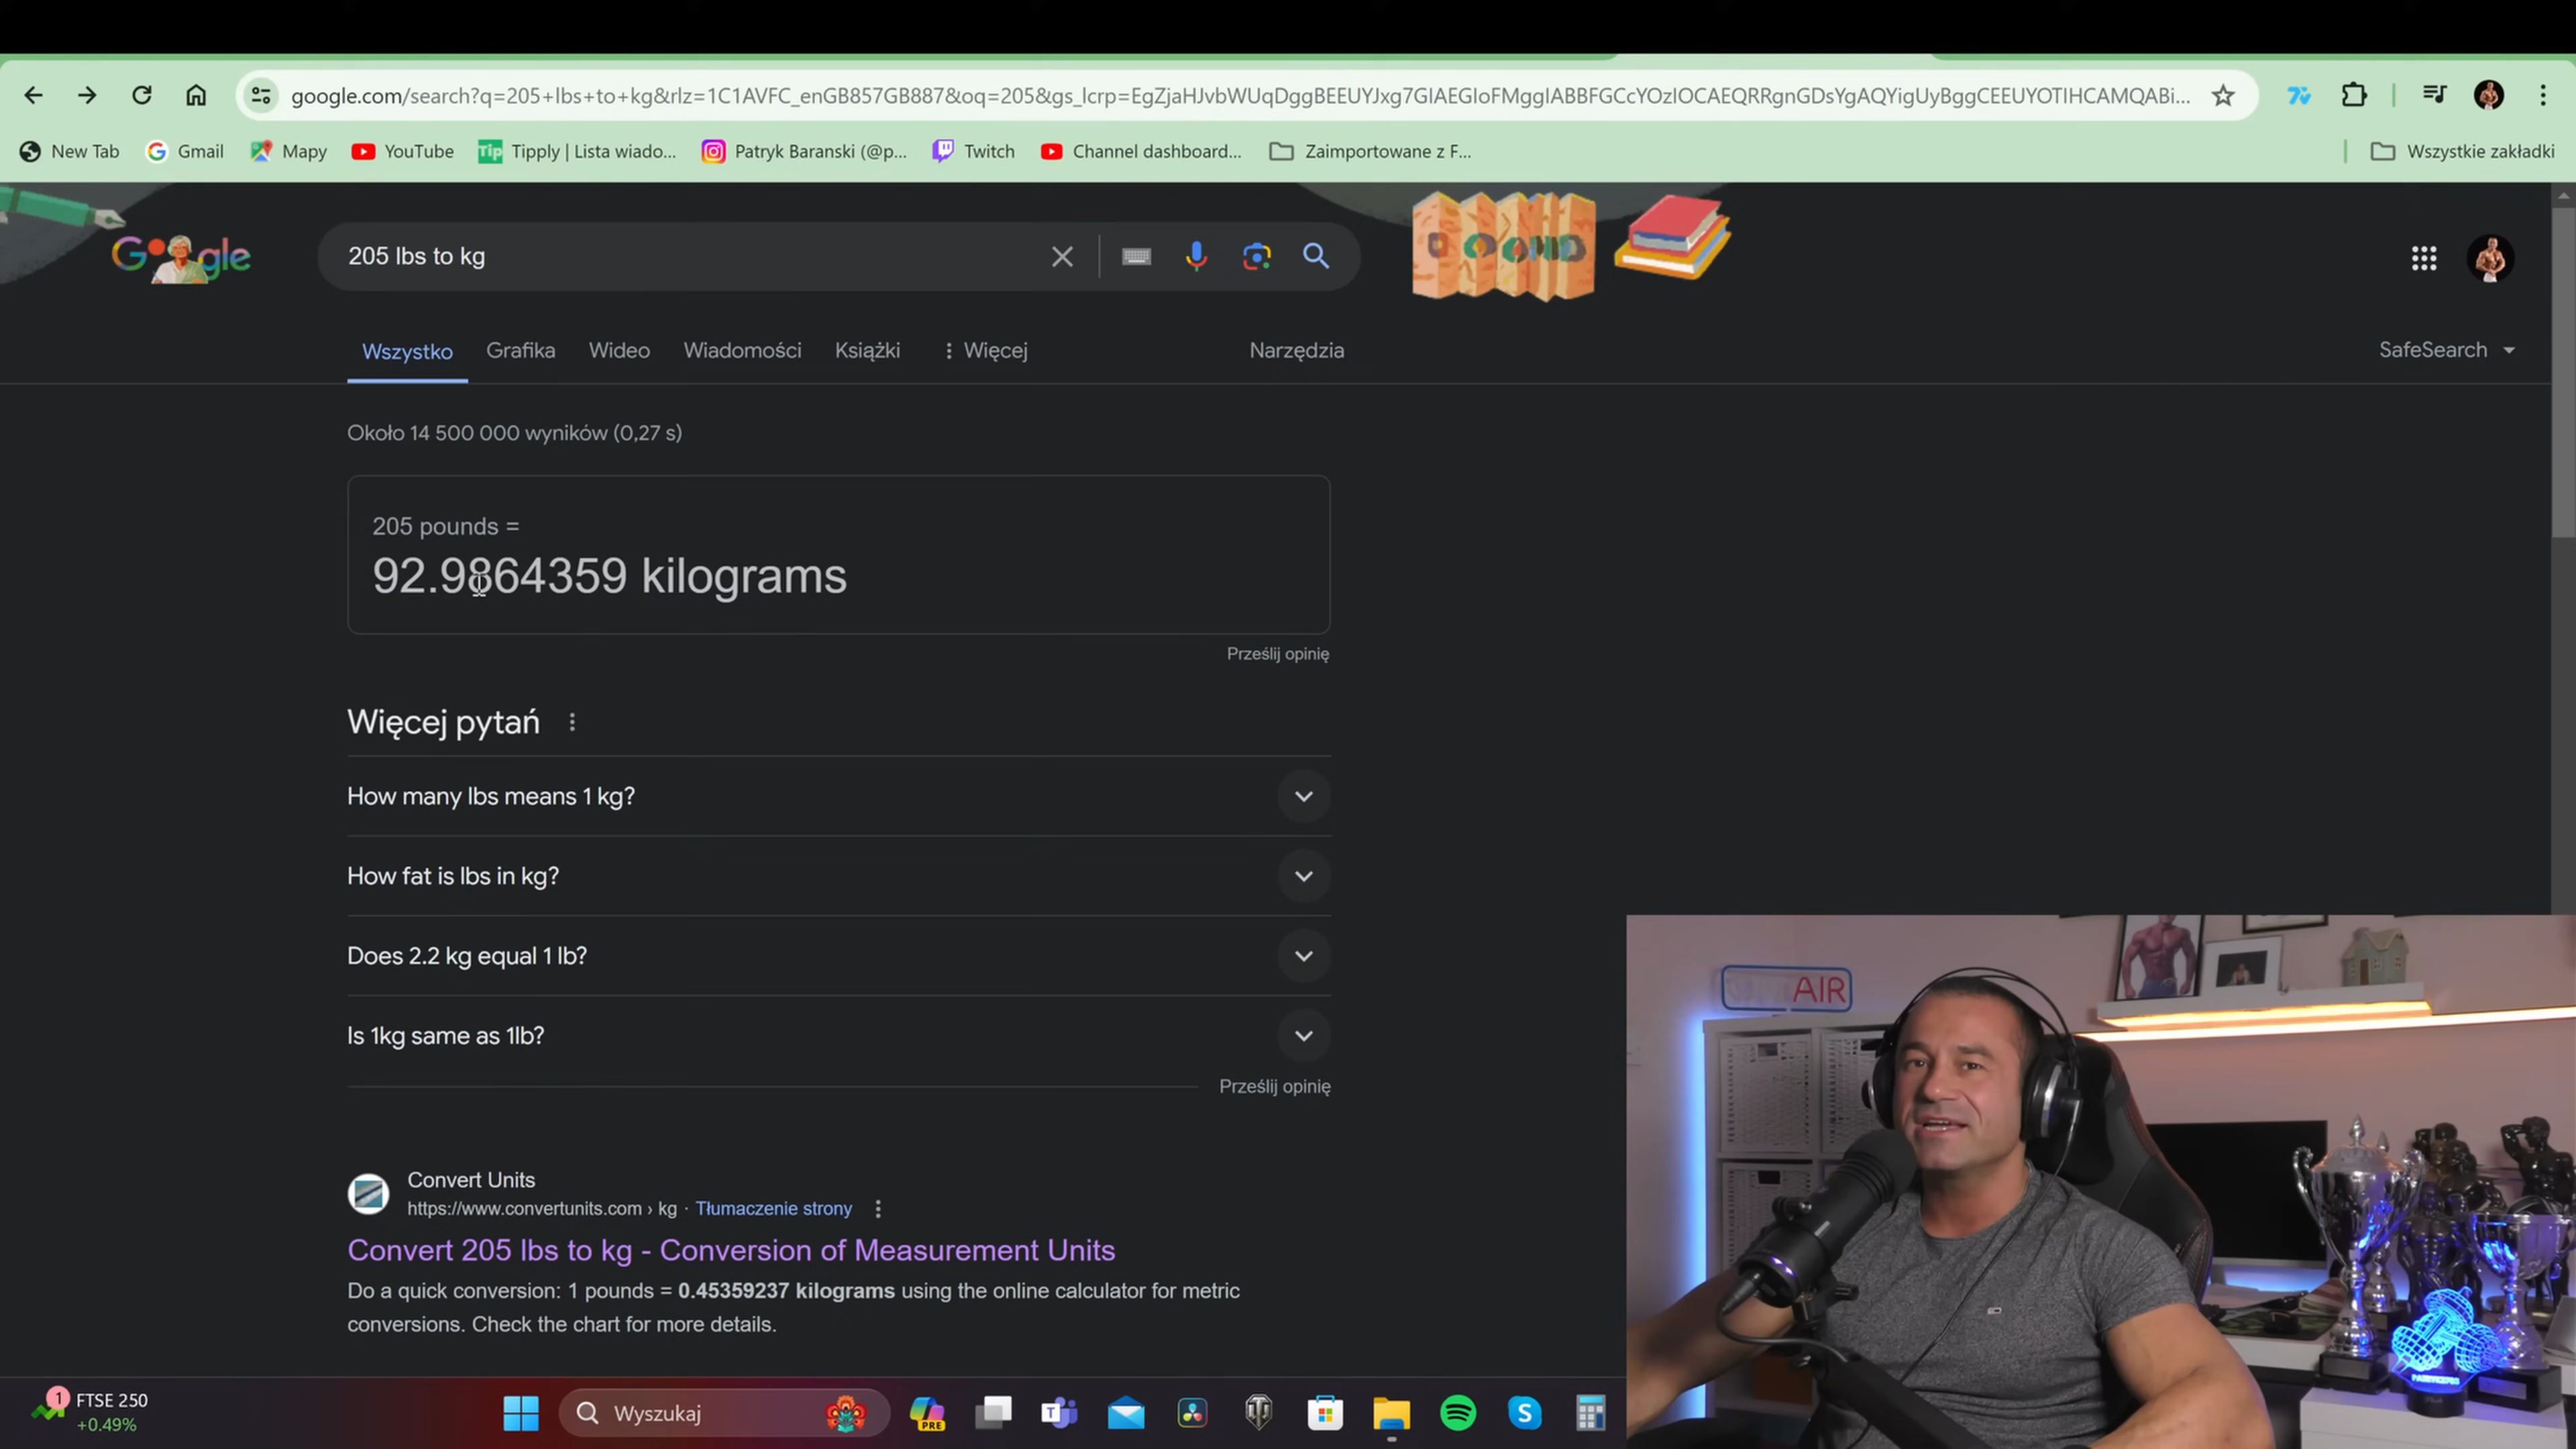 google.com/search?q=205+lbs+to+kg&rlz=1C1AVFC_enGB857GB887&oq=205&gs_lcrp=EgZjaHJvbWUqDggBEEUYJxg7GIAEGIoFMggIABBFGCcYOzIOCAEQRRgnGDsYgAQYigUyBggCEEUYOTIHCAMQABi...
New Tab Gmail Mapy YouTube Tip Tipply | Lista wiado... Patryk Baranski (@p... Twitch Channel dashboard... Zaimportowane z F... Wszystkie zakładki
Google 205 lbs to kg
Wszystko Grafika Wideo Wiadomości Książki Więcej Narzędzia SafeSearch
Około 14 500 000 wyników (0,27 s)
205 pounds =
92.9864359 kilograms
Prześlij opinię
Więcej pytań
How many lbs means 1 kg?
How fat is lbs in kg?
Does 2.2 kg equal 1 lb?
Is 1kg same as 1lb?
Prześlij opinię
AIR
Convert Units
https://www.convertunits.com › kg · Tłumaczenie strony
Convert 205 lbs to kg - Conversion of Measurement Units
Do a quick conversion: 1 pounds = 0.45359237 kilograms using the online calculator for metric
conversions. Check the chart for more details.
1 FTSE 250
+0.49%
Wyszukaj
PRE